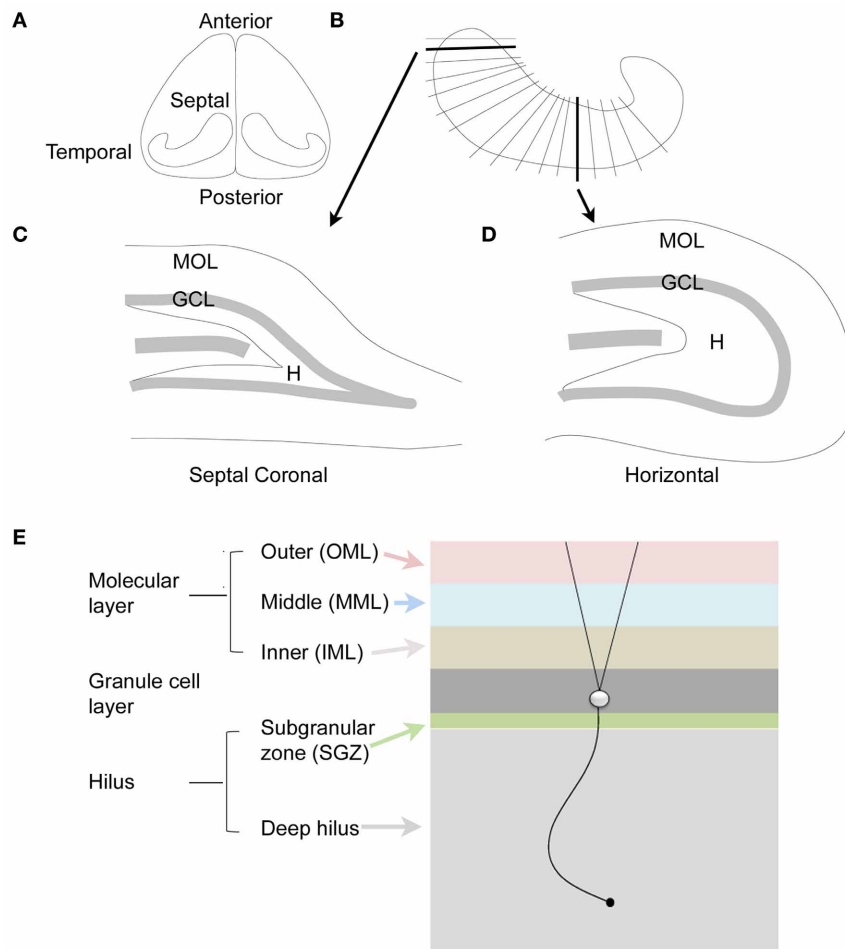 A
Anterior
B
Septal
Temporal
Posterior
C
MOL
GCL
H
Septal Coronal
D
MOL
GCL
H
Horizontal
E
Molecular
layer
Outer (OML)
Middle (MML)
Inner (IML)
Granule cell
layer
Hilus
Subgranular
zone (SGZ)
Deep hilus